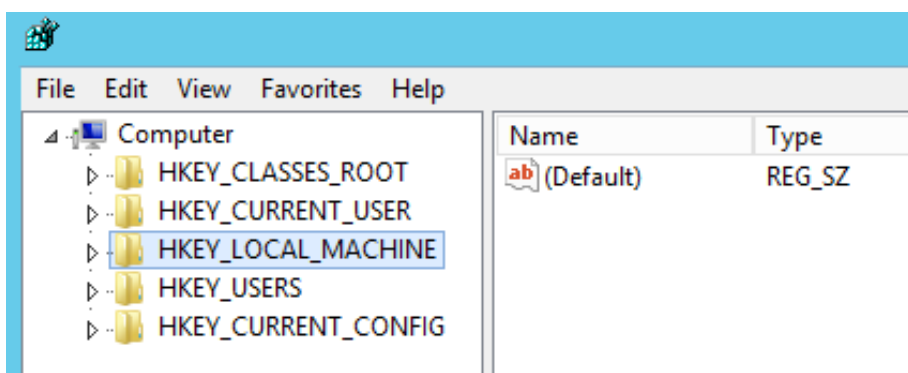 File Edit View Favorites Help
Computer
HKEY_CLASSES_ROOT
HKEY_CURRENT_USER
HKEY_LOCAL_MACHINE
HKEY_USERS
HKEY_CURRENT_CONFIG
Name Type
ab (Default) REG_SZ